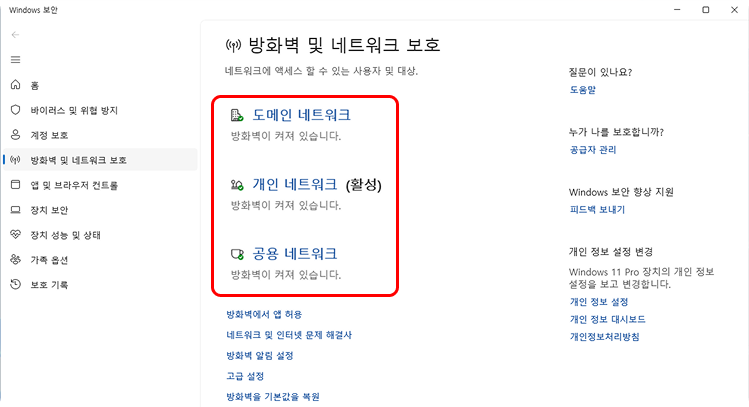 Windows 보안
홈
바이러스 및 위협 방지
계정 보호
방화벽 및 네트워크 보호
앱 및 브라우저 컨트롤
장치 보안
장치 성능 및 상태
가족 옵션
보호 기록
방화벽 및 네트워크 보호
네트워크에 액세스 할 수 있는 사용자 및 대상.
도메인 네트워크
방화벽이 켜져 있습니다.
개인 네트워크 (활성)
방화벽이 켜져 있습니다.
공용 네트워크
방화벽이 켜져 있습니다.
방화벽에서 앱 허용
네트워크 및 인터넷 문제 해결사
방화벽 알림 설정
고급 설정
방화벽을 기본값을 복원
질문이 있나요?
도움말
누가 나를 보호합니까?
공급자 관리
Windows 보안 향상 지원
피드백 보내기
개인 정보 설정 변경
Windows 11 Pro 장치의 개인 정보
설정을 보고 변경합니다.
개인 정보 설정
개인 정보 대시보드
개인정보처리방침